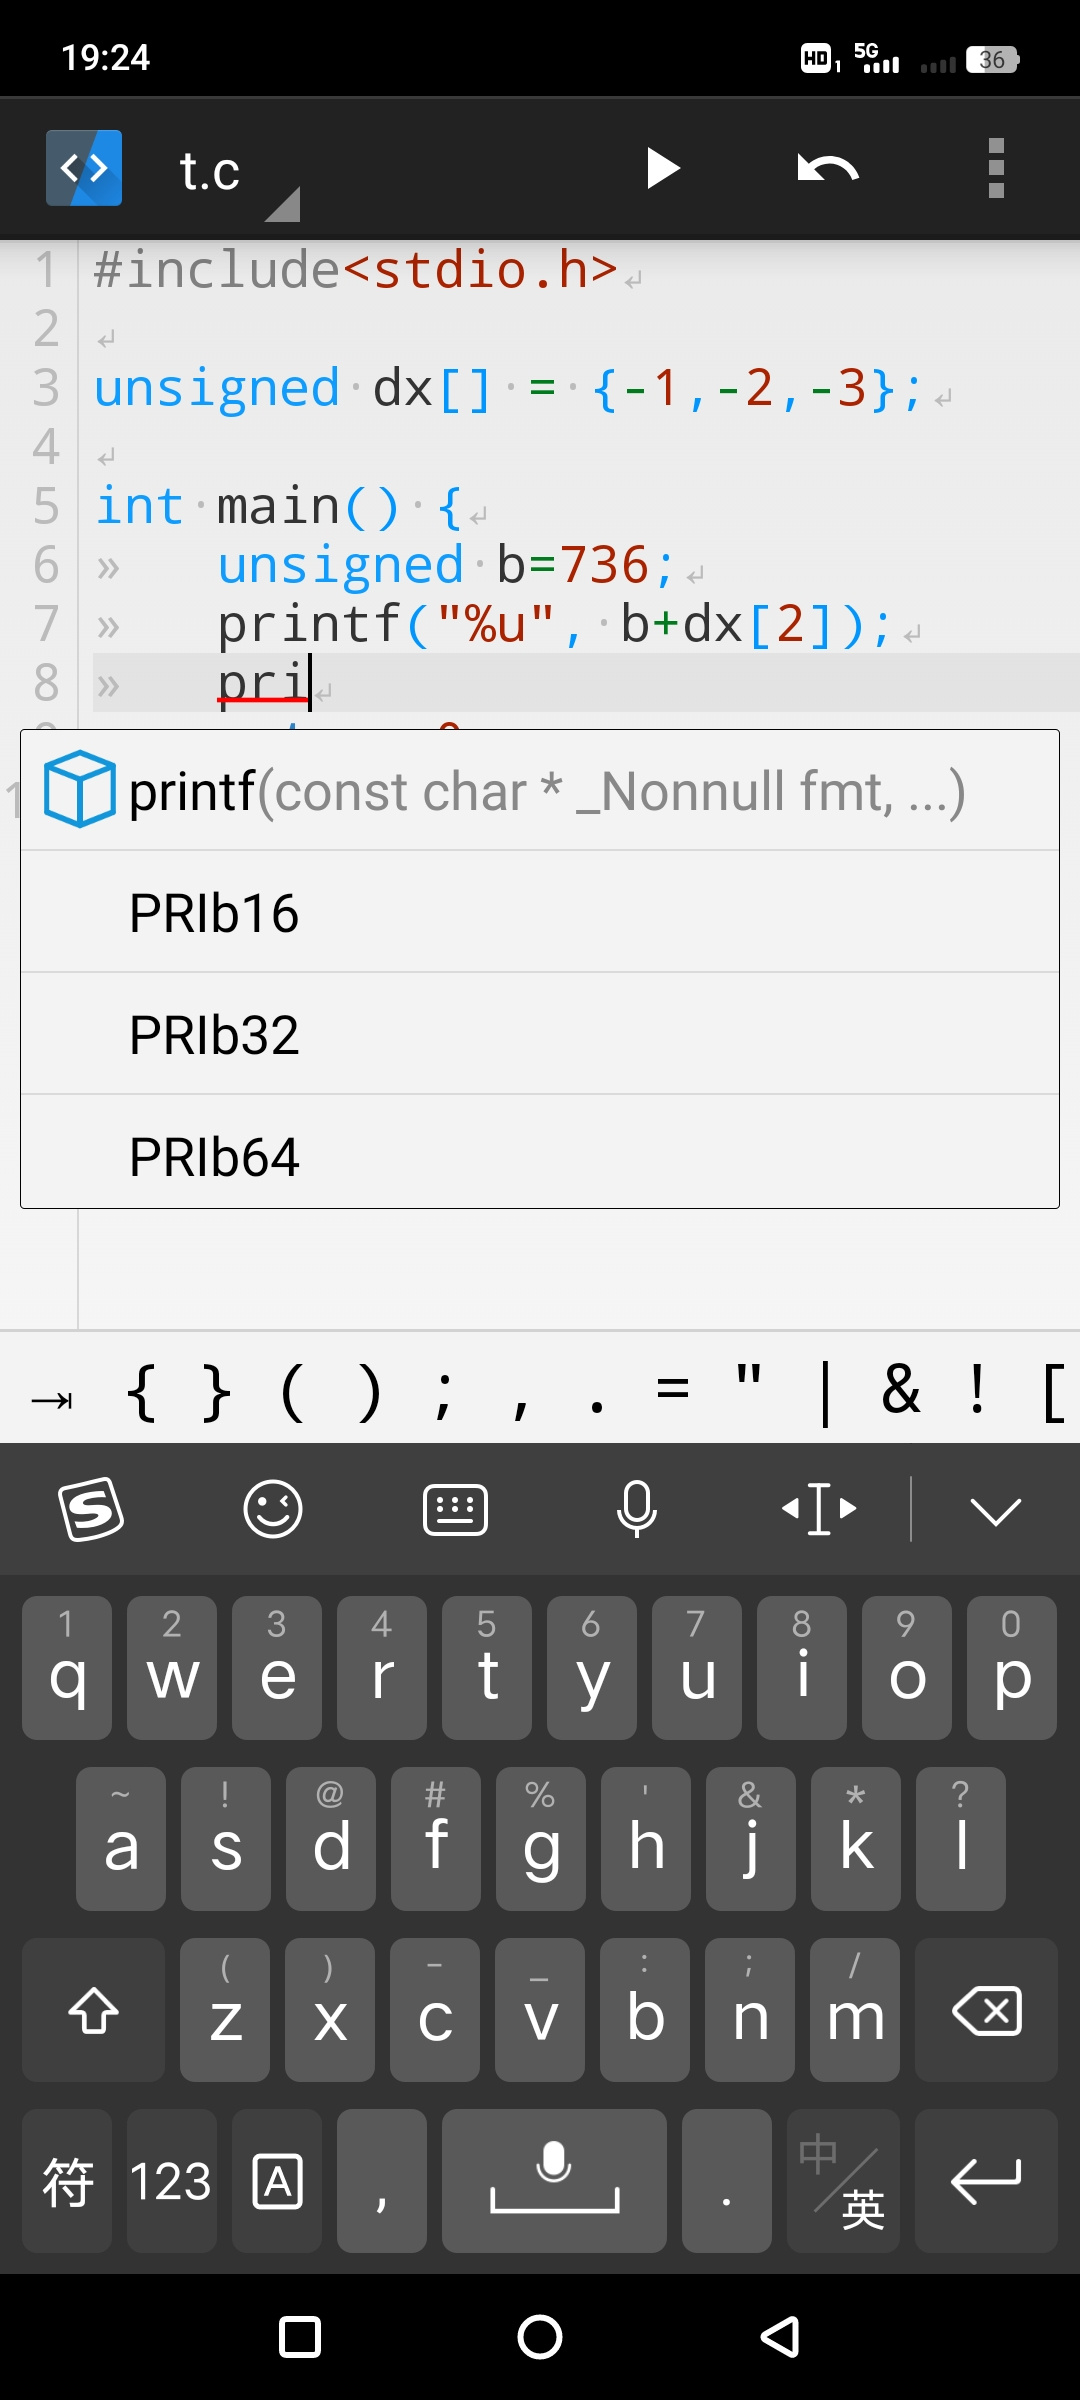 19:24 HD 1 5G 36
t.c
1 #include<stdio.h>
2
3 unsigned dx[] = {-1,-2,-3};
4
5 int main() {
6 unsigned b=736;
7 printf("%u", b+dx[2]);
8 pri
printf(const char * _Nonnull fmt, ...)
PRIb16
PRIb32
PRIb64
{ } ( ) ; , . = " | & ! [
1 2 3 4 5 6 7 8 9 0
q w e r t y u i o p
~ ! @ # % ' & * ?
a s d f g h j k l
( ) - _ : ; /
z x c v b n m
符 123 A , . 中/英